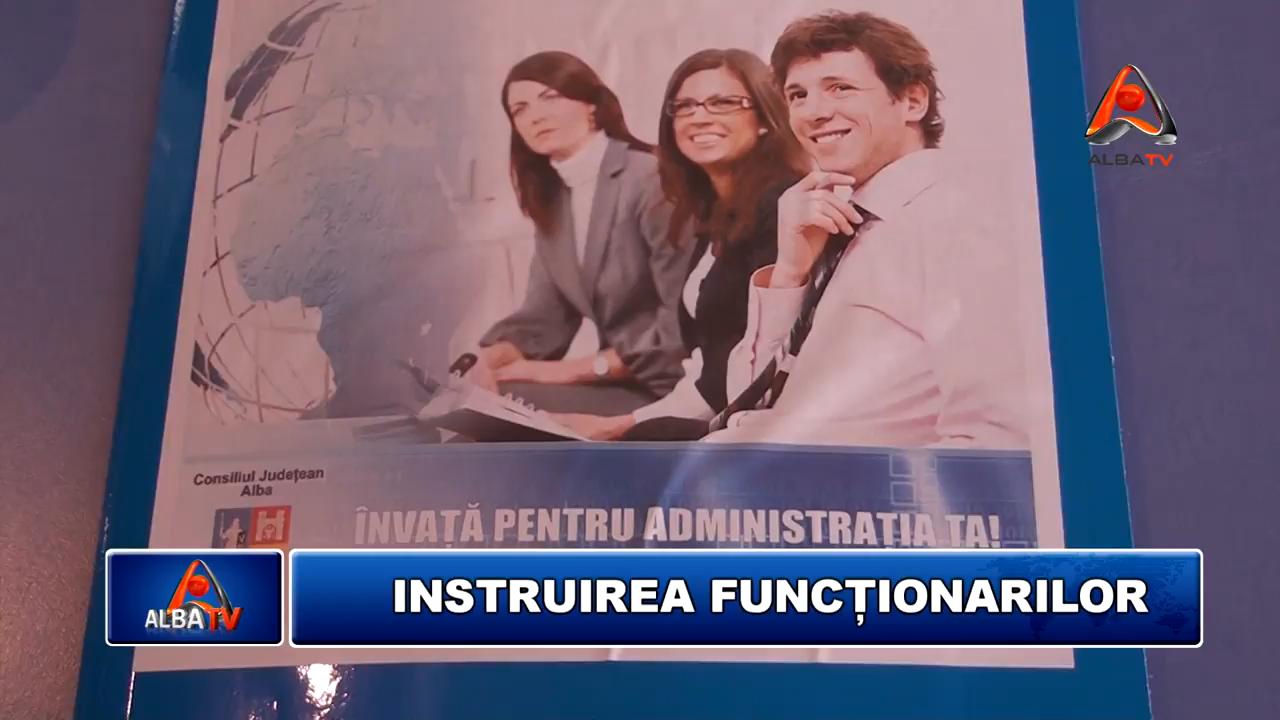 ALBATV
Consiliul Județean
Alba
ÎNVAȚĂ PENTRU ADMINISTRAȚIA TA!
ALBATV
INSTRUIREA FUNCȚIONARILOR